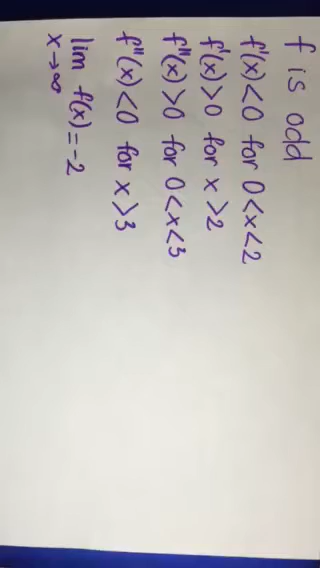 f is odd
f'(x)<0 for 0<x<2
f'(x)>0 for x>2
f''(x)>0 for 0<x<3
f''(x)<0 for x>3
lim f(x)=-2
x→∞